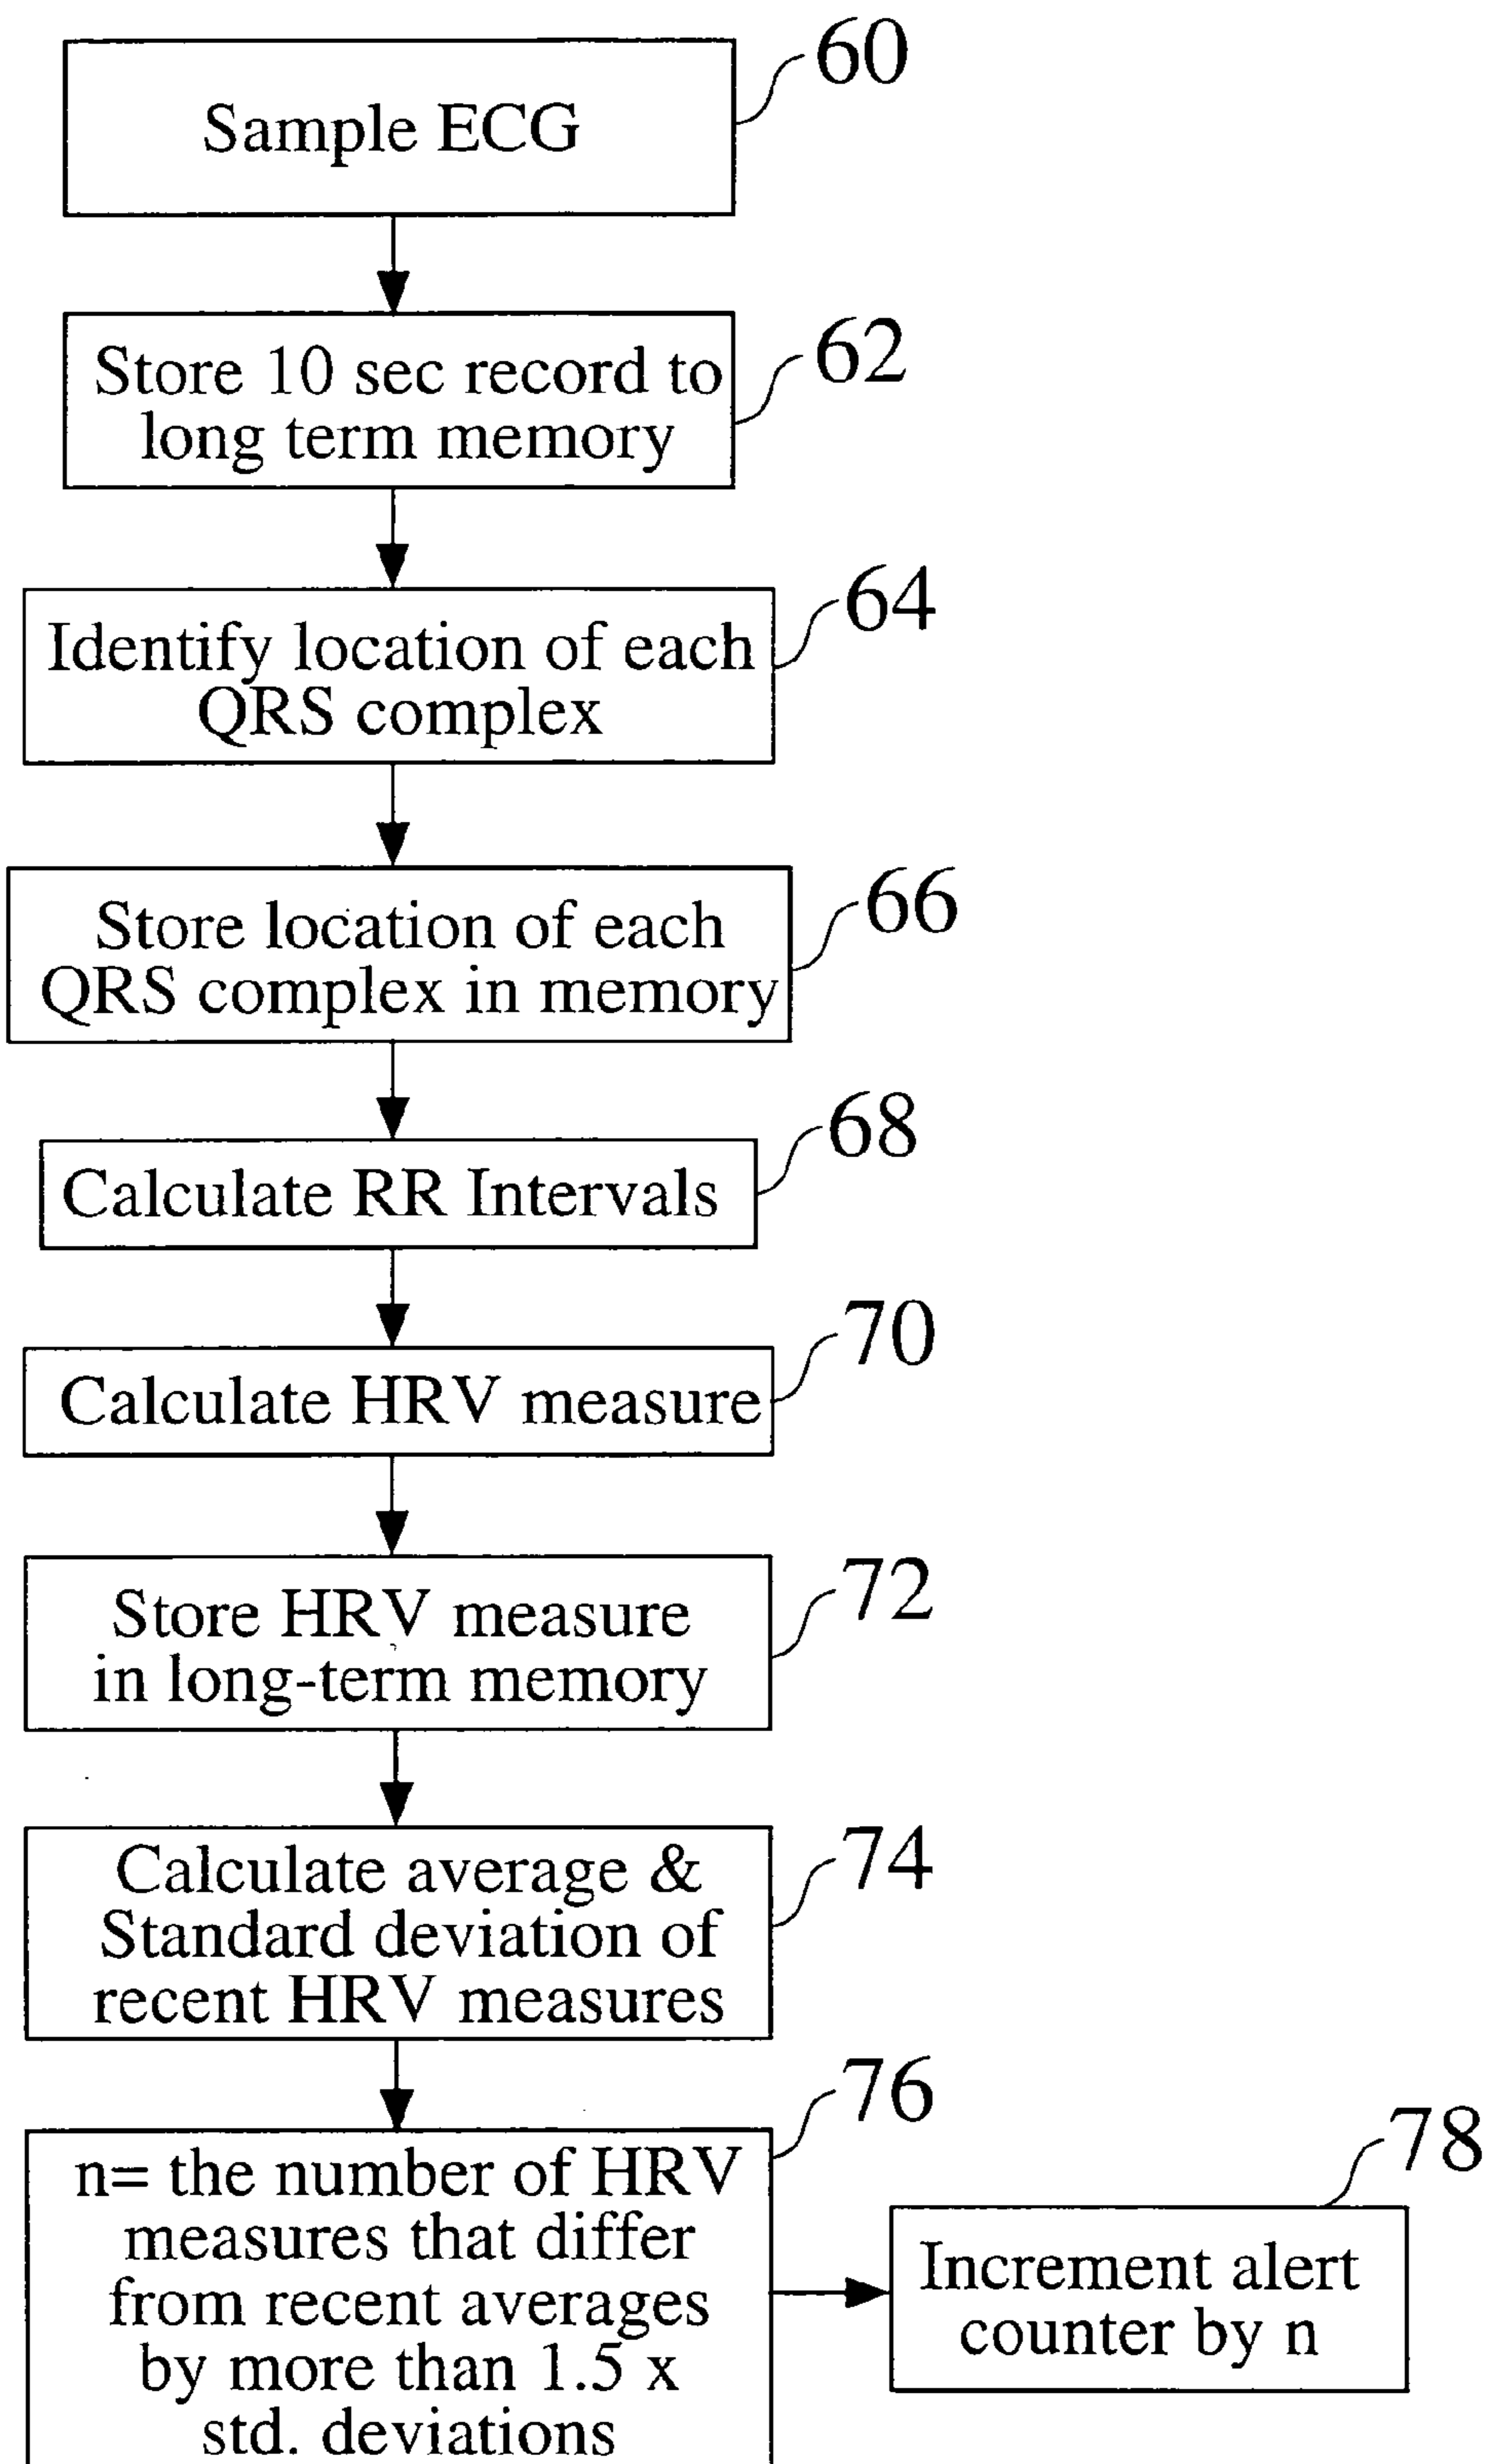 60
Sample ECG
62
Store 10 sec record to
long term memory
64
Identify location of each
QRS complex
66
Store location of each
QRS complex in memory
68
Calculate RR Intervals
70
Calculate HRV measure
72
Store HRV measure
in long-term memory
74
Calculate average &
Standard deviation of
recent HRV measures
76
n= the number of HRV
measures that differ
from recent averages
by more than 1.5 x
std. deviations
78
Increment alert
counter by n